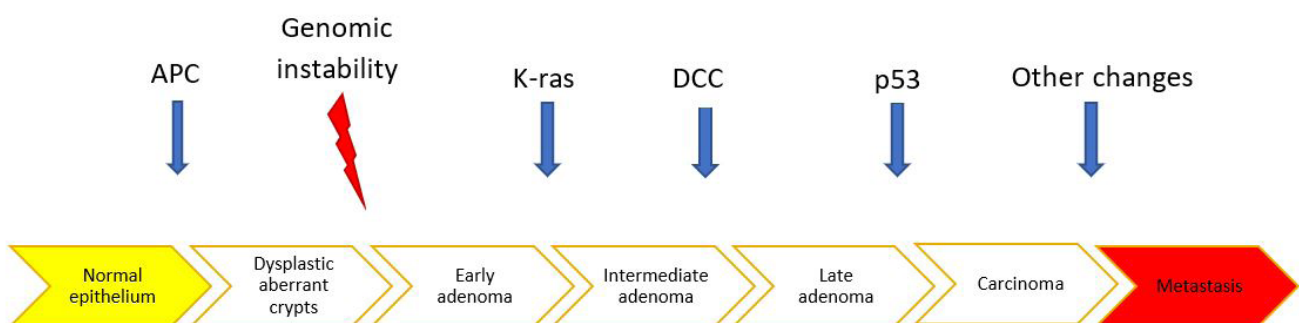 Genomic
instability
APC
K-ras
DCC
p53
Other changes
Normal
epithelium
Dysplastic
aberrant
crypts
Early
adenoma
Intermediate
adenoma
Late
adenoma
Carcinoma
Metastasis